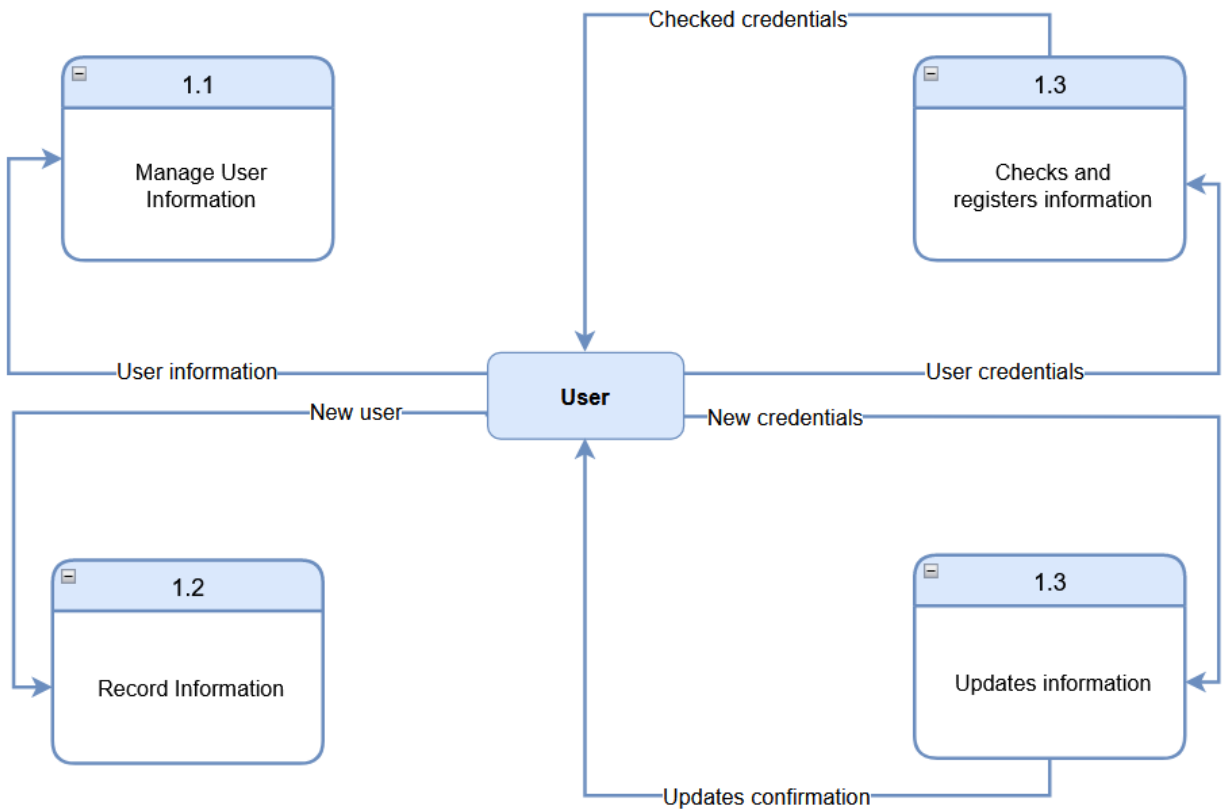 Checked credentials
1.1
1.3
Manage User
Information
Checks and
registers information
User information
User credentials
User
New user
New credentials
1.2
1.3
Record Information
Updates information
Updates confirmation